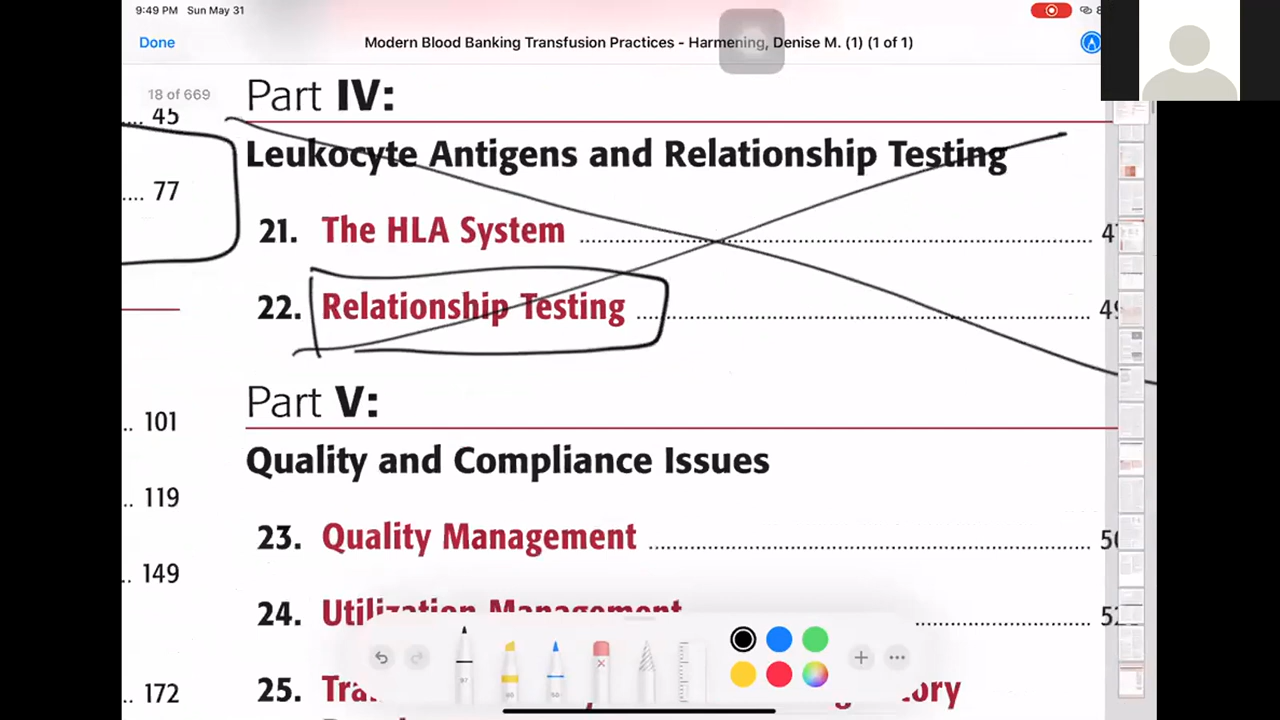 9:49 PM Sun May 31
Done
Modern Blood Banking Transfusion Practices - Harmening, Denise M. (1) (1 of 1)
18 of 669
.... 45
.... 77
.. 101
.. 119
.. 149
.. 172
Part IV:
Leukocyte Antigens and Relationship Testing
21. The HLA System
22. Relationship Testing
Part V:
Quality and Compliance Issues
23. Quality Management
24. Utilization Management
25.